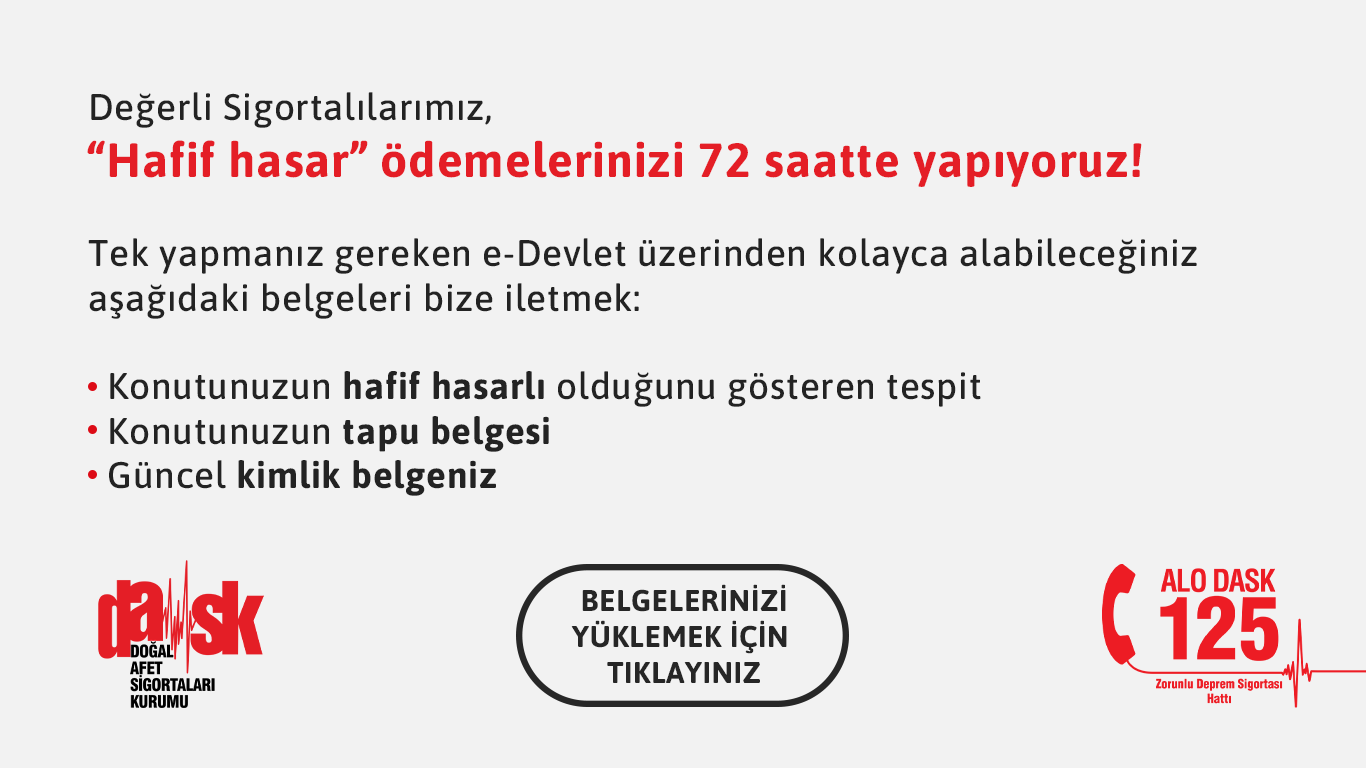 Değerli Sigortalılarımız,
“Hafif hasar” ödemelerinizi 72 saatte yapıyoruz!
Tek yapmanız gereken e-Devlet üzerinden kolayca alabileceğiniz
aşağıdaki belgeleri bize iletmek:
• Konutunuzun hafif hasarlı olduğunu gösteren tespit
• Konutunuzun tapu belgesi
• Güncel kimlik belgeniz
dask
DOĞAL
AFET
SİGORTALARI
KURUMU
BELGELERİNİZİ
YÜKLEMEK İÇİN
TIKLAYINIZ
ALO DASK
125
Zorunlu Deprem Sigortası
Hattı